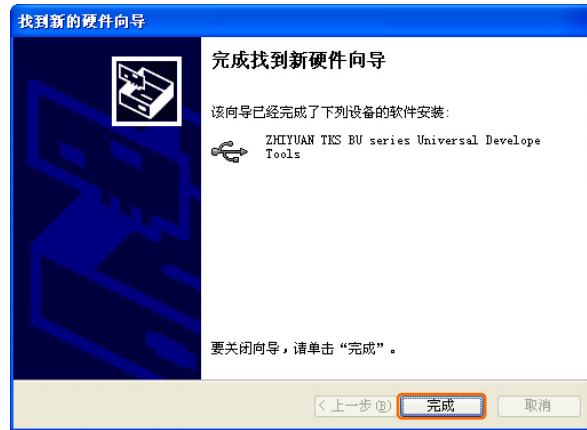 找到新的硬件向导
完成找到新硬件向导
该向导已经完成了下列设备的软件安装:
ZHIYUAN TKS BU series Universal Develope
Tools
要关闭向导，请单击“完成”。
< 上一步(B)
完成
取消